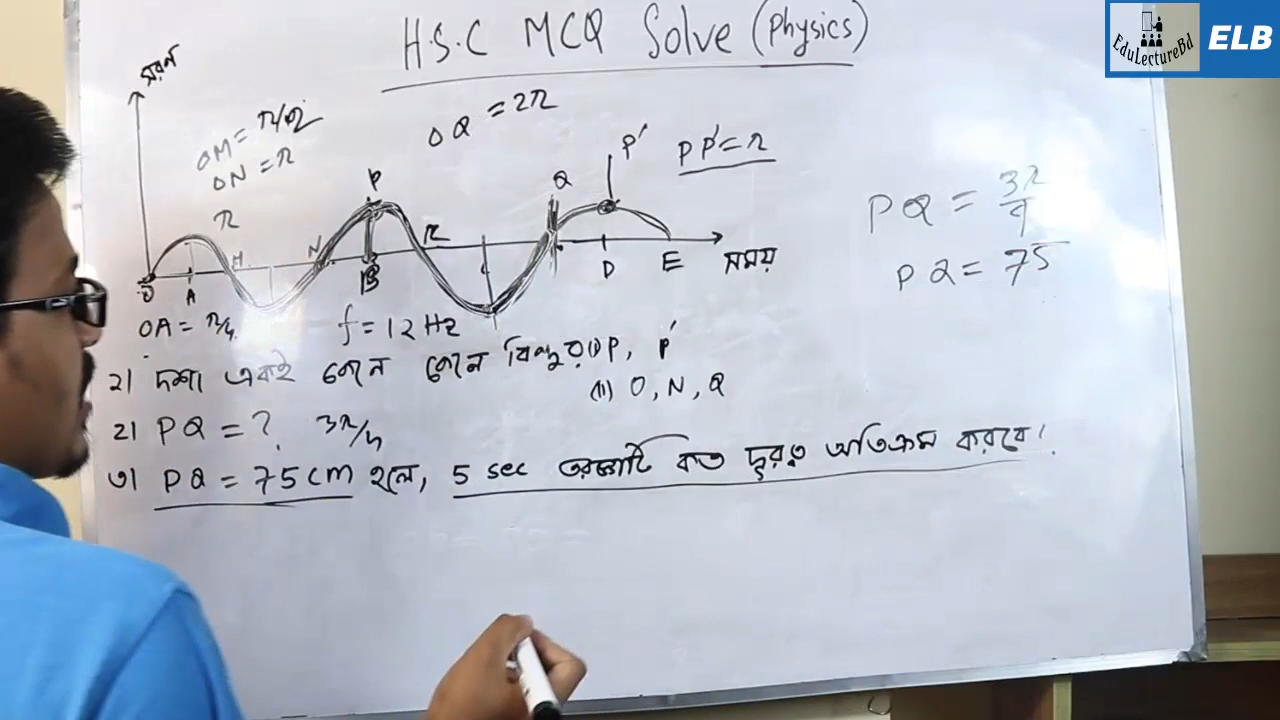 H.S.C MCQ Solve (Physics)
EduLectureBd
ELB
সরণ
OM = λ/2
ON = λ
OQ = 2λ
PP′ = λ
P′
P
Q
λ
M
N
R
O
A
B
C
D
E
সময়
PQ = 3λ/4
PQ = 75
OA = λ/4
f = 12 Hz
১। দশা একই কোন কোন বিন্দুর (i) P, P′
(ii) O, N, Q
২। PQ = ? 3λ/4
৩। PQ = 75 cm হলে, 5 sec তরঙ্গটি কত দূরত্ব অতিক্রম করবে।